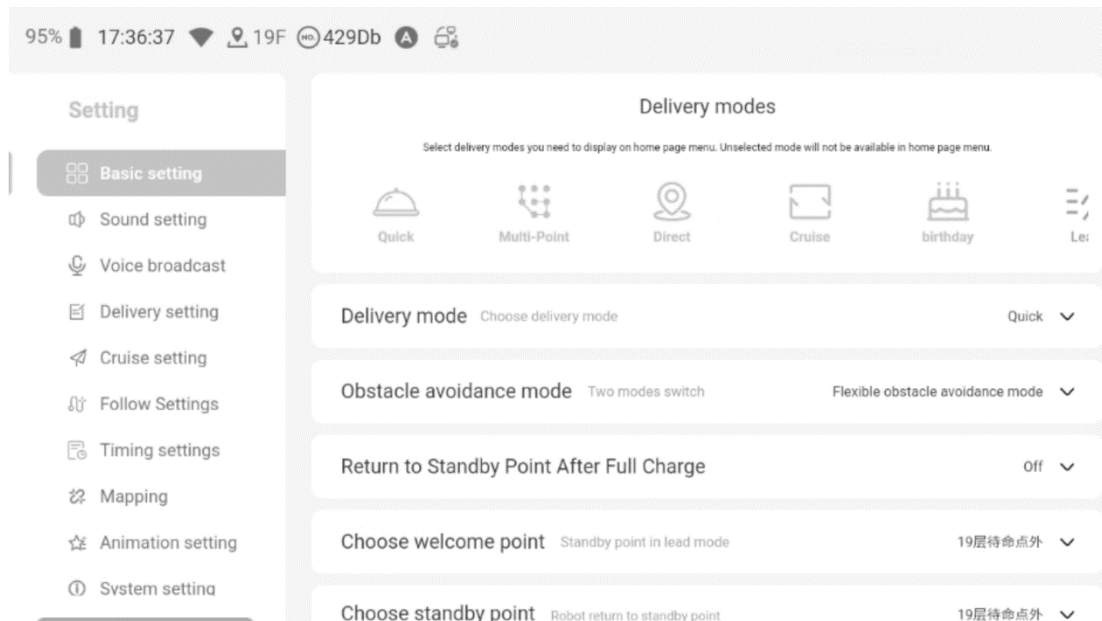 95% 17:36:37 19F NO. 429Db A
Setting
Basic setting
Sound setting
Voice broadcast
Delivery setting
Cruise setting
Follow Settings
Timing settings
Mapping
Animation setting
System setting
Delivery modes
Select delivery modes you need to display on home page menu. Unselected mode will not be available in home page menu.
Quick Multi-Point Direct Cruise birthday
Delivery mode Choose delivery mode Quick
Obstacle avoidance mode Two modes switch Flexible obstacle avoidance mode
Return to Standby Point After Full Charge Off
Choose welcome point Standby point in lead mode 19层待命点外
Choose standby point Robot return to standby point 19层待命点外